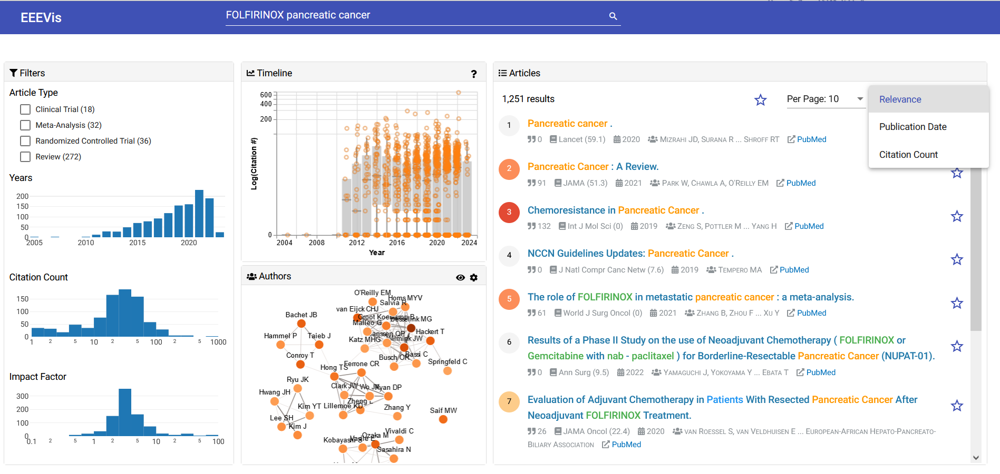 EEEVis
FOLFIRINOX pancreatic cancer
Filters
Article Type
Clinical Trial (18)
Meta-Analysis (32)
Randomized Controlled Trial (36)
Review (272)
Years
200
150
100
50
0
2005 2010 2015 2020
Citation Count
150
100
50
0
1 2 5 10 2 5 100 2 5 1000
Impact Factor
300
200
100
0
0.1 2 5 1 2 5 10 2 5 100
Timeline ?
600
400
200
0
Log(Citation #)
2004 2008 2012 2016 2020 2024
Year
Authors
O'Reilly EM
Homs MYV
Salvia R
van Eijck CHJ
Bachet JB
Groot Koerkamp B
Besselink MG
Malleo G
Hackert T
Janssen QP
Wilmink JW
Hammel P
Taieb J
Katz MHG
Conroy T
Busch OR
Bassi C
Springfeld C
Ferrone CR
Hong TS
Ryu JK
Clark JW
Wo JY
Ryan DP
Hwang JH
Zheng L
Kim YT
Lillemoe KD
Zhang Y
Saif MW
Lee SH
Kim J
Vivaldi C
Ozaka M
Kobayashi S
Vasile E
Sasahira N
Articles
1,251 results
Per Page: 10
Relevance
Publication Date
Citation Count
1 Pancreatic cancer .
0 Lancet (59.1) 2020 MIZRAHI JD, SURANA R ... SHROFF RT PubMed
2 Pancreatic Cancer : A Review.
91 JAMA (51.3) 2021 PARK W, CHAWLA A, O'REILLY EM PubMed
3 Chemoresistance in Pancreatic Cancer .
132 Int J Mol Sci (0) 2019 ZENG S, POTTLER M ... YANG H PubMed
4 NCCN Guidelines Updates: Pancreatic Cancer .
0 J Natl Compr Canc Netw (7.6) 2019 TEMPERO MA PubMed
5 The role of FOLFIRINOX in metastatic pancreatic cancer : a meta-analysis.
61 World J Surg Oncol (0) 2021 ZHANG B, ZHOU F ... XU Y PubMed
6 Results of a Phase II Study on the use of Neoadjuvant Chemotherapy ( FOLFIRINOX or
Gemcitabine with nab - paclitaxel ) for Borderline-Resectable Pancreatic Cancer (NUPAT-01).
0 Ann Surg (9.5) 2022 YAMAGUCHI J, YOKOYAMA Y ... EBATA T PubMed
7 Evaluation of Adjuvant Chemotherapy in Patients With Resected Pancreatic Cancer After
Neoadjuvant FOLFIRINOX Treatment.
26 JAMA Oncol (22.4) 2020 VAN ROESSEL S, VAN VELDHUISEN E ... EUROPEAN-AFRICAN HEPATO-PANCREATO-
BILIARY ASSOCIATION PubMed